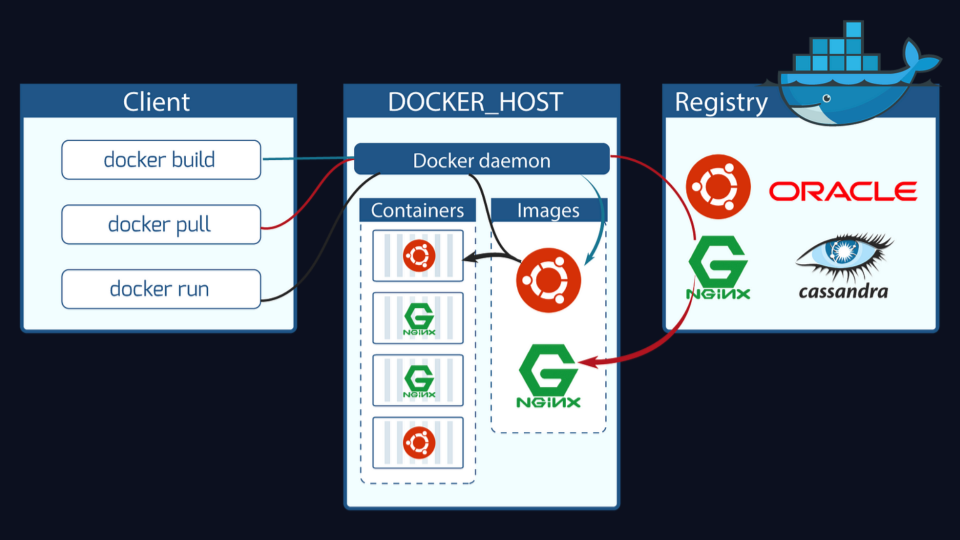 Client
docker build
docker pull
docker run
DOCKER_HOST
Docker daemon
Containers
Images
NGINX
NGINX
NGINX
Registry
ORACLE
NGINX
cassandra